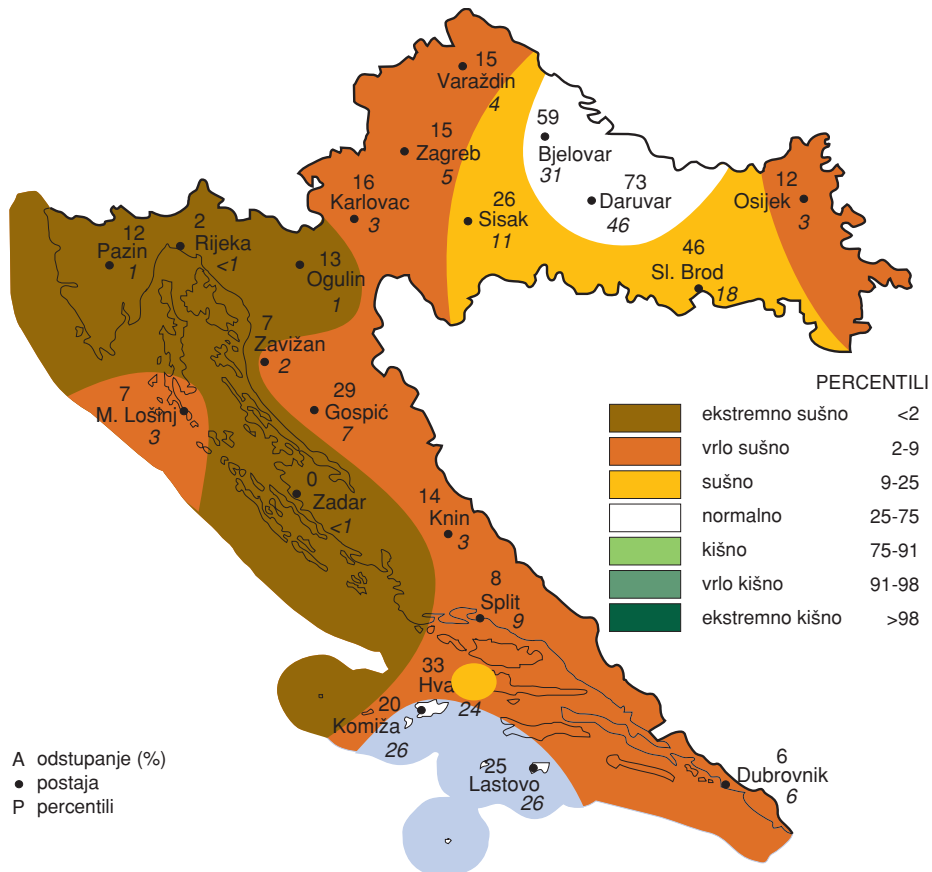 15
Varaždin
4
15
Zagreb
5
16
Karlovac
3
59
Bjelovar
31
73
Daruvar
46
26
Sisak
11
12
Osijek
3
46
Sl. Brod
18
12
Pazin
1
2
Rijeka
<1
13
Ogulin
1
7
Zavižan
2
7
M. Lošinj
3
29
Gospić
7
0
Zadar
<1
14
Knin
3
8
Split
9
33
Hva
24
20
Komiža
26
25
Lastovo
26
6
Dubrovnik
6
PERCENTILI
ekstremno sušno <2
vrlo sušno 2-9
sušno 9-25
normalno 25-75
kišno 75-91
vrlo kišno 91-98
ekstremno kišno >98
A odstupanje (%)
postaja
P percentili